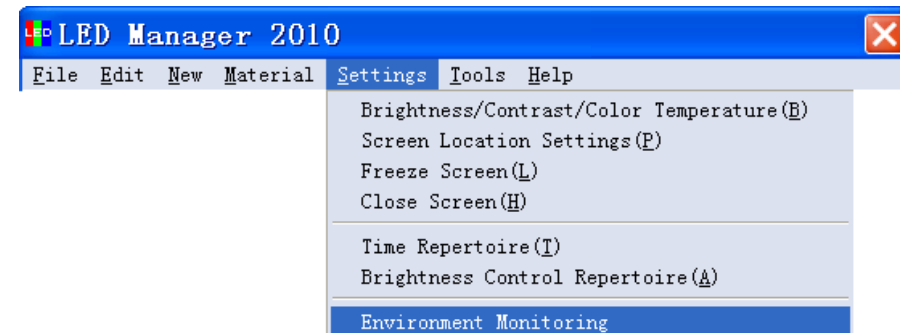 LED LED Manager 2010
File Edit New Material Settings Tools Help
Brightness/Contrast/Color Temperature(B)
Screen Location Settings(P)
Freeze Screen(L)
Close Screen(H)
Time Repertoire(T)
Brightness Control Repertoire(A)
Environment Monitoring